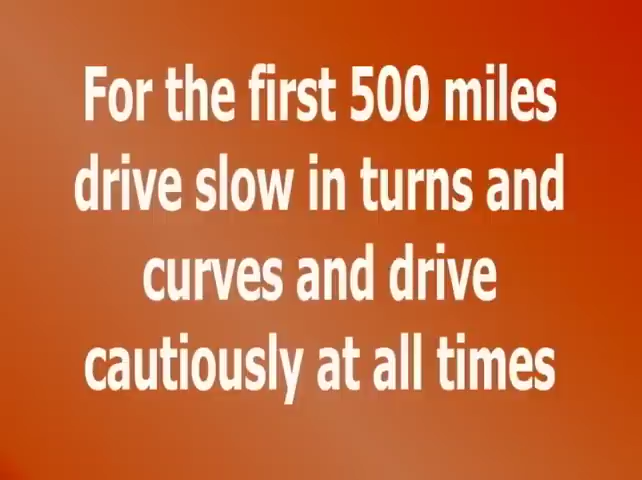 For the first 500 miles
drive slow in turns and
curves and drive
cautiously at all times